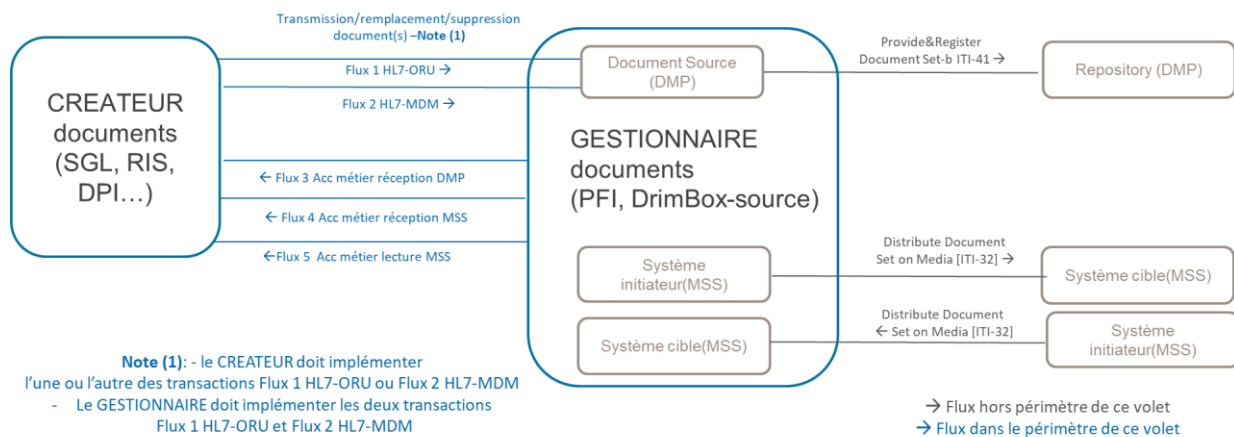 Transmission/remplacement/suppression
document(s) –Note (1)
Flux 1 HL7-ORU →
Flux 2 HL7-MDM →
CREATEUR
documents
(SGL, RIS,
DPI…)
← Flux 3 Acc métier réception DMP
← Flux 4 Acc métier réception MSS
←Flux 5 Acc métier lecture MSS
Document Source
(DMP)
GESTIONNAIRE
documents
(PFI, DrimBox-source)
Système
initiateur(MSS)
Système cible(MSS)
Provide&Register
Document Set-b ITI-41 →
Repository (DMP)
Distribute Document
Set on Media [ITI-32] →
Système cible(MSS)
Distribute Document
← Set on Media [ITI-32]
Système
initiateur(MSS)
Note (1): - le CREATEUR doit implémenter
l’une ou l’autre des transactions Flux 1 HL7-ORU ou Flux 2 HL7-MDM
- Le GESTIONNAIRE doit implémenter les deux transactions
Flux 1 HL7-ORU et Flux 2 HL7-MDM
→ Flux hors périmètre de ce volet
→ Flux dans le périmètre de ce volet